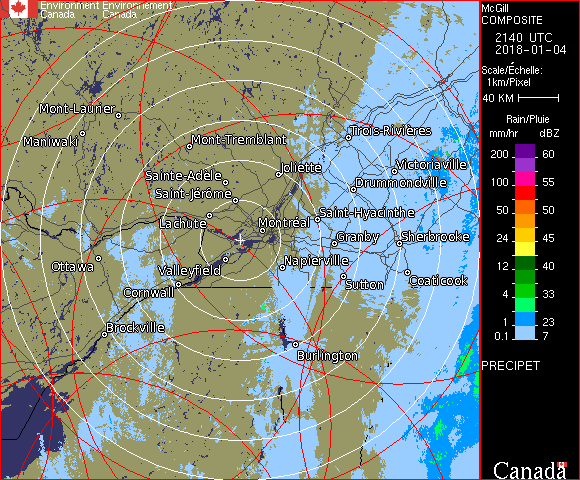 Environment Environnement
Canada Canada
McGill
COMPOSITE
2140 UTC
2018-01-04
Scale/Échelle:
1km/Pixel
40 KM
Rain/Pluie
mm/hr dBZ
200 60
150 57
100 55
50 50
24 45
12 40
4 33
1 23
0.1 7
PRECIPET
Canada
Mont-Laurier
Maniwaki
Mont-Tremblant
Trois-Rivières
Joliette
Victoriaville
Sainte-Adèle
Drummondville
Saint-Jérôme
Saint-Hyacinthe
Lachute
Montréal
Granby
Sherbrooke
Ottawa
Valleyfield
Napierville
Cornwall
Sutton
Coaticook
Brockville
Burlington